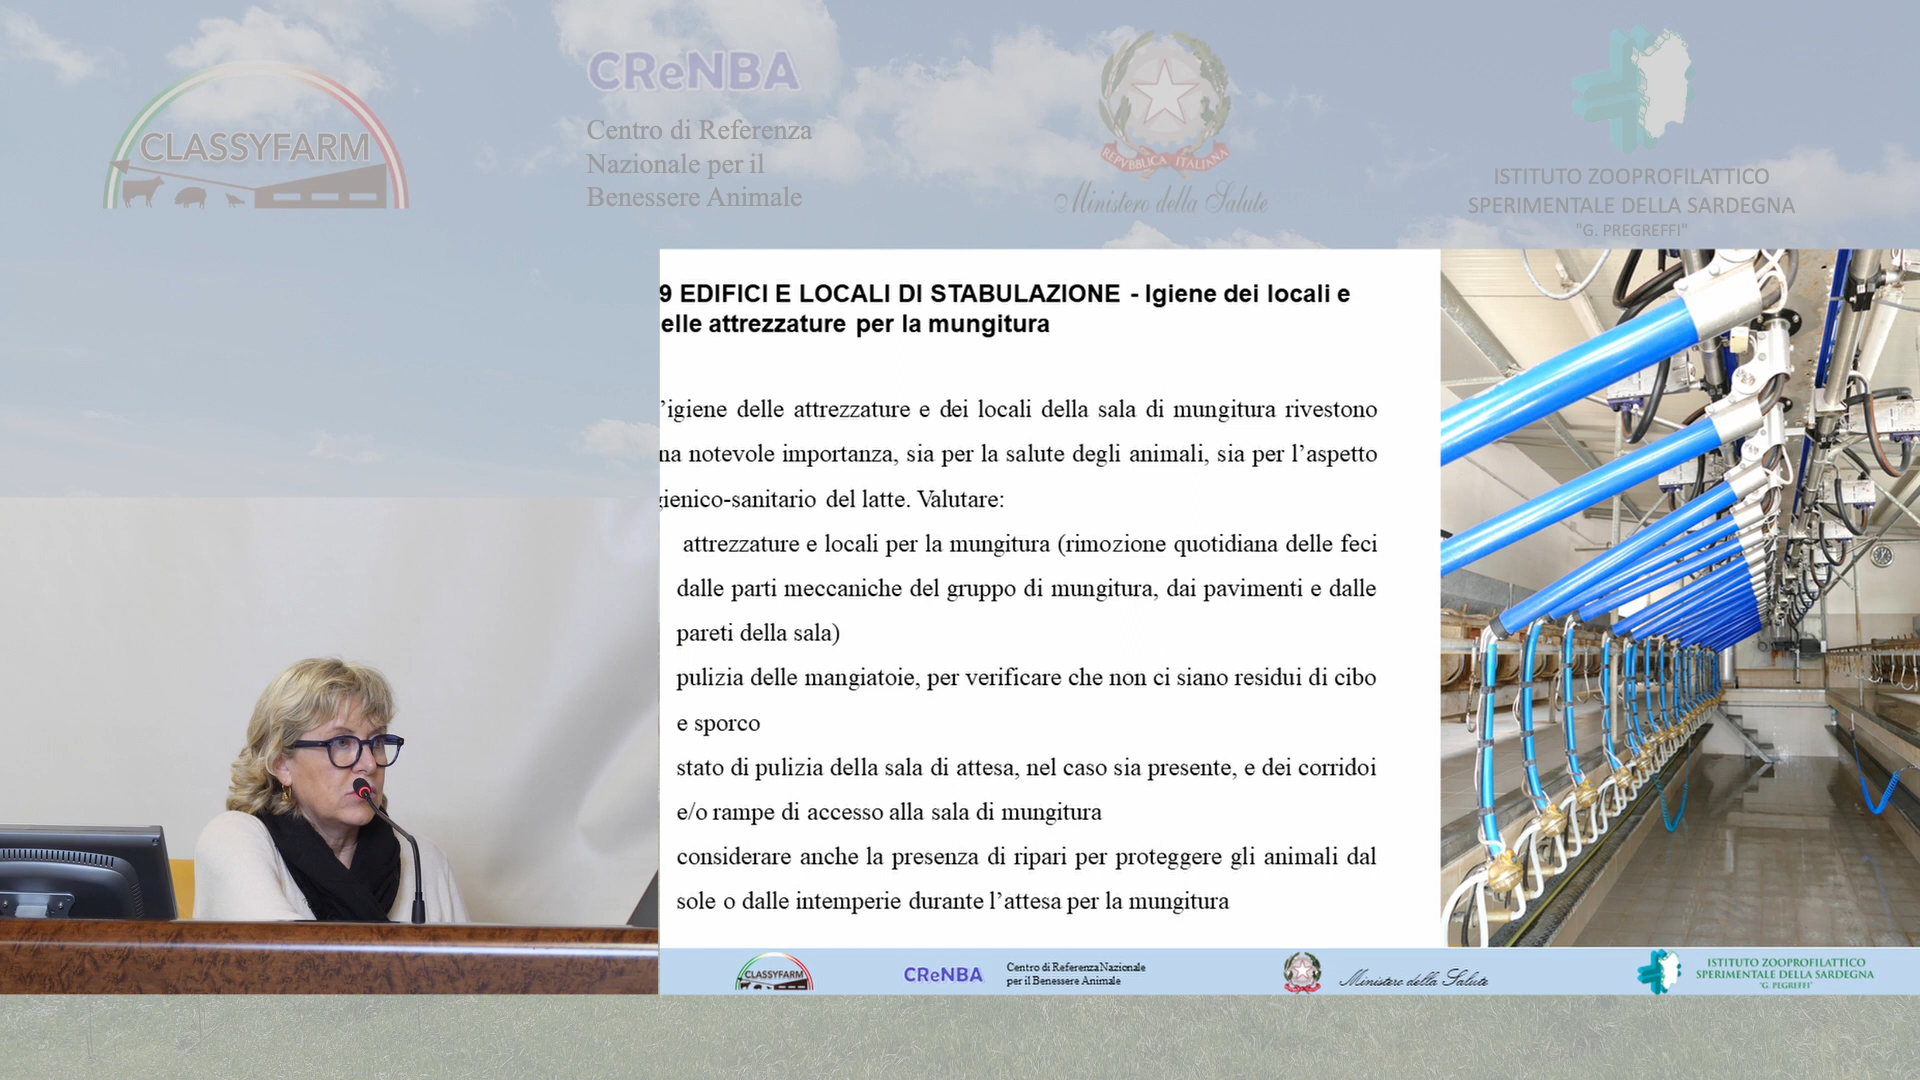 CLASSYFARM
CReNBA
Centro di Referenza
Nazionale per il
Benessere Animale
REPVBBLICA ITALIANA
Ministero della Salute
ISTITUTO ZOOPROFILATTICO
SPERIMENTALE DELLA SARDEGNA
"G. PREGREFFI"
9 EDIFICI E LOCALI DI STABULAZIONE - Igiene dei locali e
elle attrezzature per la mungitura
’igiene delle attrezzature e dei locali della sala di mungitura rivestono
na notevole importanza, sia per la salute degli animali, sia per l’aspetto
gienico-sanitario del latte. Valutare:
attrezzature e locali per la mungitura (rimozione quotidiana delle feci
dalle parti meccaniche del gruppo di mungitura, dai pavimenti e dalle
pareti della sala)
pulizia delle mangiatoie, per verificare che non ci siano residui di cibo
e sporco
stato di pulizia della sala di attesa, nel caso sia presente, e dei corridoi
e/o rampe di accesso alla sala di mungitura
considerare anche la presenza di ripari per proteggere gli animali dal
sole o dalle intemperie durante l’attesa per la mungitura
CLASSYFARM
CReNBA
Centro di Referenza Nazionale
per il Benessere Animale
Ministero della Salute
ISTITUTO ZOOPROFILATTICO
SPERIMENTALE DELLA SARDEGNA
"G. PEGREFFI"